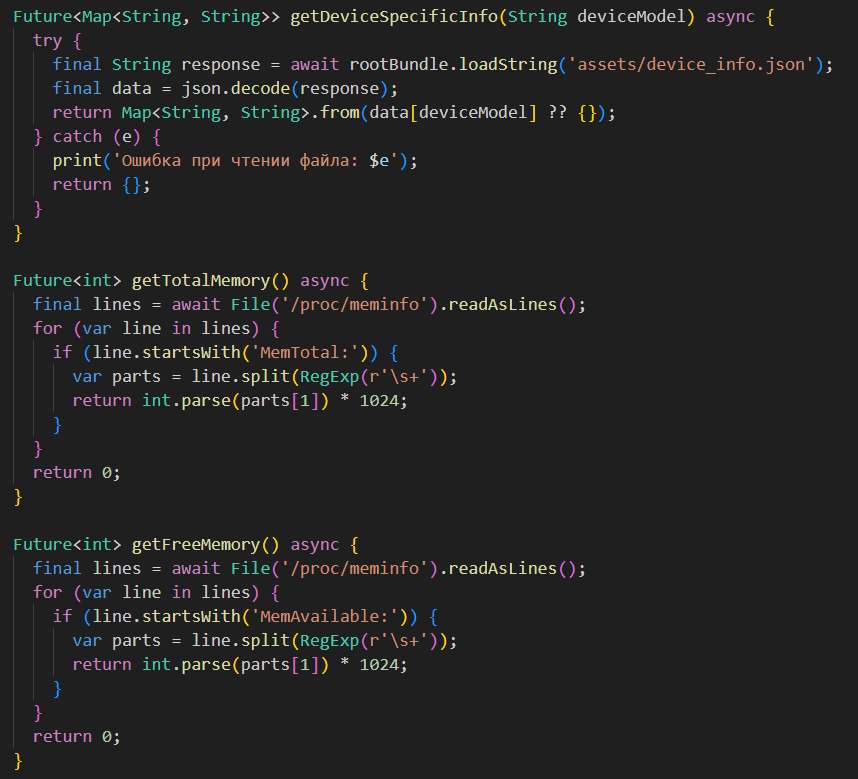 Future<Map<String, String>> getDeviceSpecificInfo(String deviceModel) async {
  try {
    final String response = await rootBundle.loadString('assets/device_info.json');
    final data = json.decode(response);
    return Map<String, String>.from(data[deviceModel] ?? {});
  } catch (e) {
    print('Ошибка при чтении файла: $e');
    return {};
  }
}

Future<int> getTotalMemory() async {
  final lines = await File('/proc/meminfo').readAsLines();
  for (var line in lines) {
    if (line.startsWith('MemTotal:')) {
      var parts = line.split(RegExp(r'\s+'));
      return int.parse(parts[1]) * 1024;
    }
  }
  return 0;
}

Future<int> getFreeMemory() async {
  final lines = await File('/proc/meminfo').readAsLines();
  for (var line in lines) {
    if (line.startsWith('MemAvailable:')) {
      var parts = line.split(RegExp(r'\s+'));
      return int.parse(parts[1]) * 1024;
    }
  }
  return 0;
}